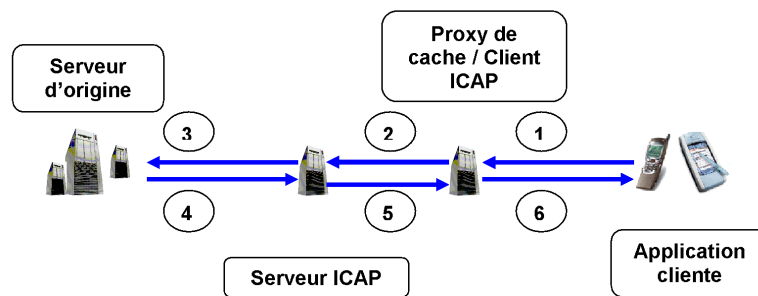 Proxy de
cache / Client
ICAP
Serveur
d'origine
3
2
1
4
5
6
Application
cliente
Serveur ICAP